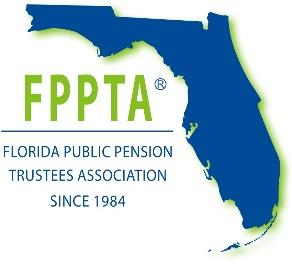 FPPTA®
FLORIDA PUBLIC PENSION
TRUSTEES ASSOCIATION
SINCE 1984